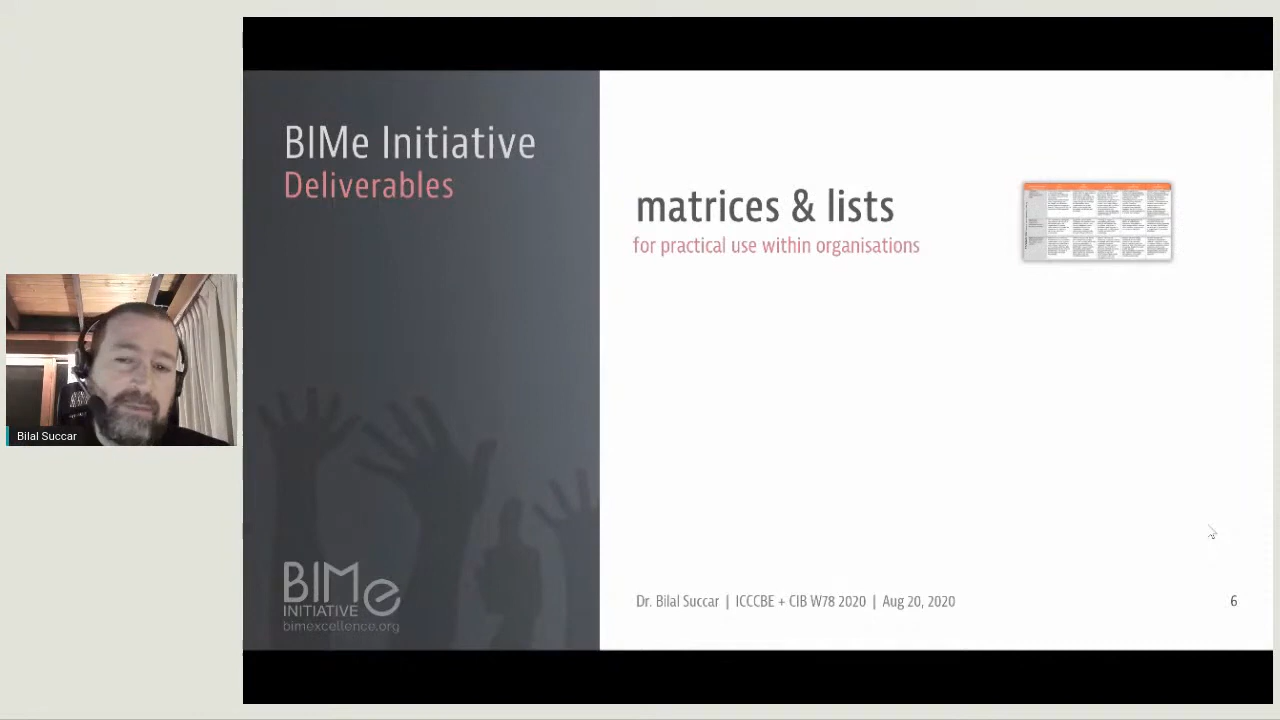 BIMe Initiative
Deliverables
matrices & lists
for practical use within organisations
Bilal Succar
BIMe
INITIATIVE
bimexcellence.org
Dr. Bilal Succar | ICCCBE + CIB W78 2020 | Aug 20, 2020
6